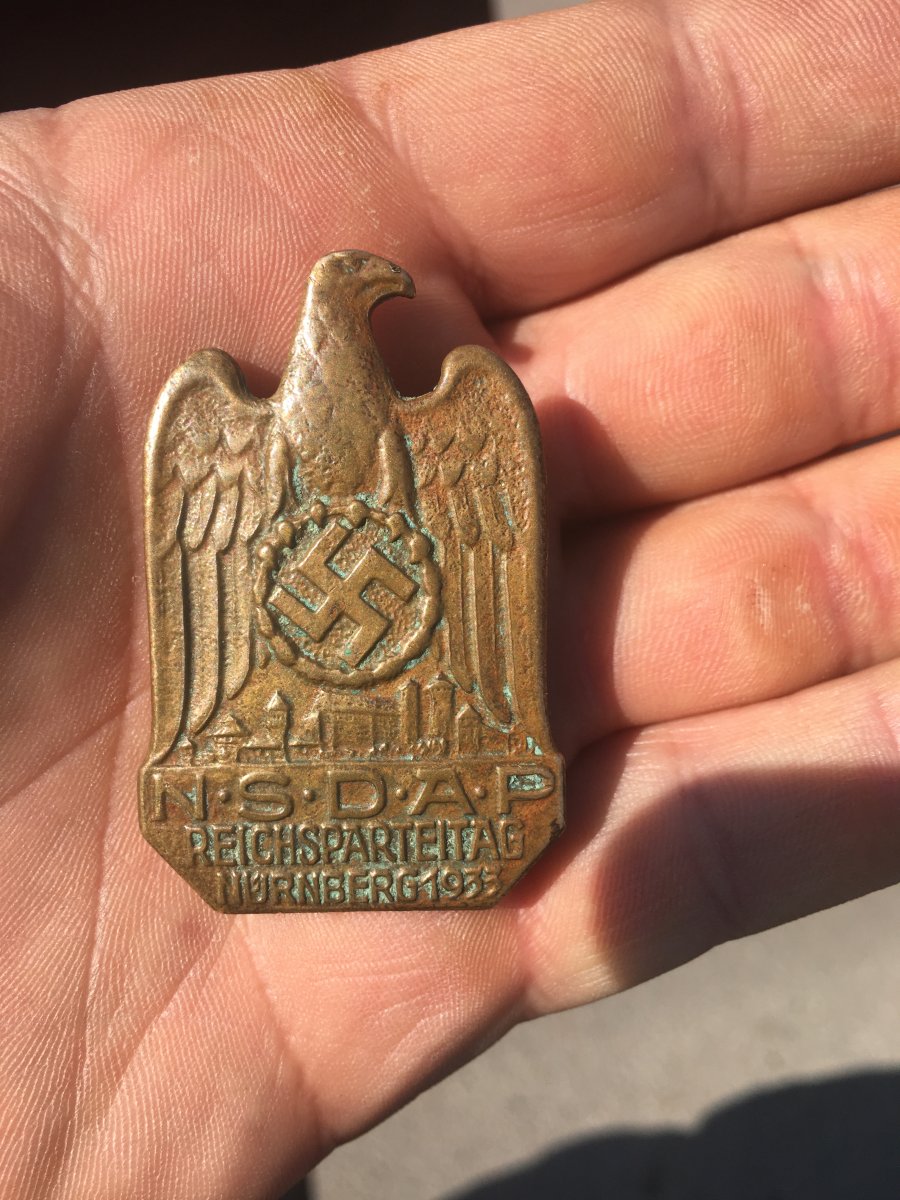 N·S·D·A·P
REICHSPARTEITAG
NÜRNBERG 1933